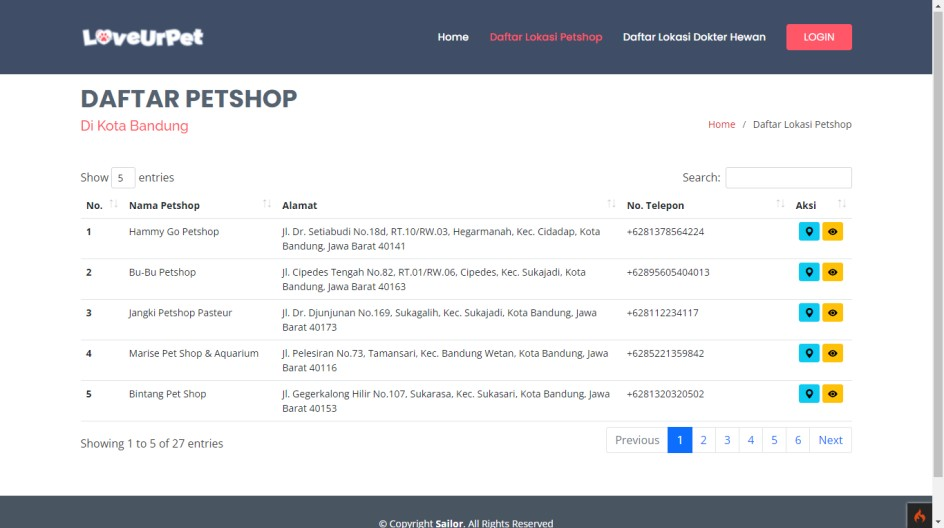 LoveUrPet
Home Daftar Lokasi Petshop Daftar Lokasi Dokter Hewan LOGIN
DAFTAR PETSHOP
Di Kota Bandung
Home / Daftar Lokasi Petshop
Show 5 entries Search:
No. Nama Petshop Alamat No. Telepon Aksi
1 Hammy Go Petshop Jl. Dr. Setiabudi No.18d, RT.10/RW.03, Hegarmanah, Kec. Cidadap, Kota +6281378564224
Bandung, Jawa Barat 40141
2 Bu-Bu Petshop Jl. Cipedes Tengah No.82, RT.01/RW.06, Cipedes, Kec. Sukajadi, Kota +62895605404013
Bandung, Jawa Barat 40163
3 Jangki Petshop Pasteur Jl. Dr. Djunjunan No.169, Sukagalih, Kec. Sukajadi, Kota Bandung, Jawa +628112234117
Barat 40173
4 Marise Pet Shop & Aquarium Jl. Pelesiran No.73, Tamansari, Kec. Bandung Wetan, Kota Bandung, Jawa +6285221359842
Barat 40116
5 Bintang Pet Shop Jl. Gegerkalong Hilir No.107, Sukarasa, Kec. Sukasari, Kota Bandung, Jawa +6281320320502
Barat 40153
Showing 1 to 5 of 27 entries Previous 1 2 3 4 5 6 Next
© Copyright Sailor. All Rights Reserved